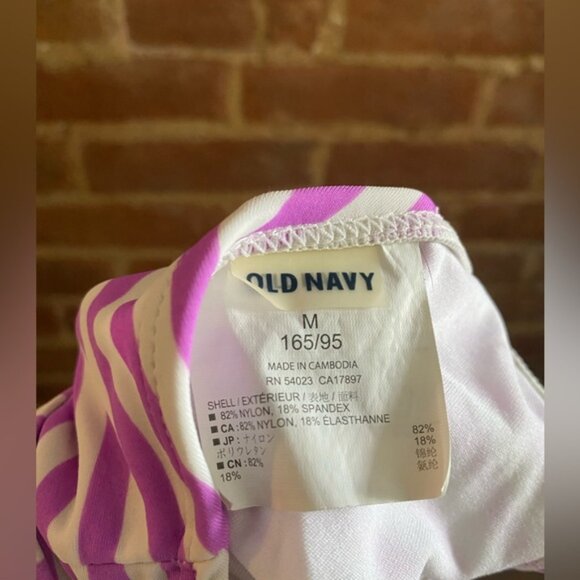 OLD NAVY
M
165/95
MADE IN CAMBODIA
RN 54023 CA17897
SHELL / EXTÉRIEUR / 表地 / 面料
■ 82% NYLON, 18% SPANDEX
■ CA : 82% NYLON, 18% ÉLASTHANNE
■ JP : ナイロン 82%
ポリウレタン 18%
■ CN : 82% 锦纶
18% 氨纶